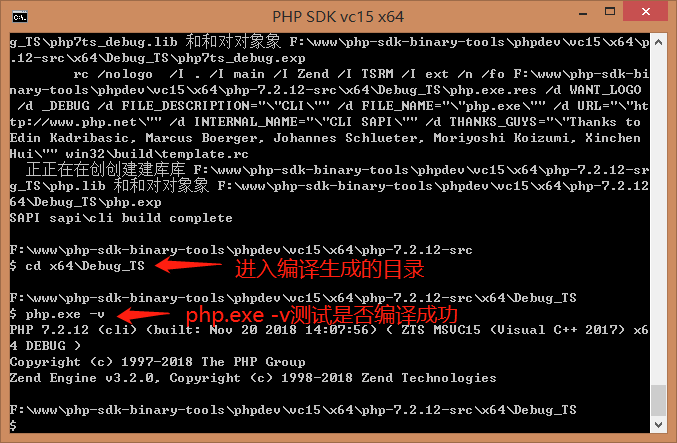 PHP SDK vc15 x64
g_TS\php7ts_debug.lib 和和对对象象 F:\www\php-sdk-binary-tools\phpdev\vc15\x64\p
.12-src\x64\Debug_TS\php7ts_debug.exp
rc /nologo /I . /I main /I Zend /I TSRM /I ext /n /fo F:\www\php-sdk-bi
nary-tools\phpdev\vc15\x64\php-7.2.12-src\x64\Debug_TS\php.exe.res /d WANT_LOGO
/d _DEBUG /d FILE_DESCRIPTION="\"CLI\"" /d FILE_NAME="\"php.exe\"" /d URL="\"ht
tp://www.php.net\"" /d INTERNAL_NAME="\"CLI SAPI\"" /d THANKS_GUYS="\"Thanks to
Edin Kadribasic, Marcus Boerger, Johannes Schlueter, Moriyoshi Koizumi, Xinchen
Hui\"" win32\build\template.rc
正正在在创创建建库库 F:\www\php-sdk-binary-tools\phpdev\vc15\x64\php-7.2.12-sr
g_TS\php.lib 和和对对象象 F:\www\php-sdk-binary-tools\phpdev\vc15\x64\php-7.2.12
\Debug_TS\php.exp
SAPI sapi\cli build complete
F:\www\php-sdk-binary-tools\phpdev\vc15\x64\php-7.2.12-src
$ cd x64\Debug_TS
进入编译生成的目录
F:\www\php-sdk-binary-tools\phpdev\vc15\x64\php-7.2.12-src\x64\Debug_TS
$ php.exe -v
php.exe -v测试是否编译成功
PHP 7.2.12 (cli) (built: Nov 20 2018 14:07:56) ( ZTS MSVC15 (Visual C++ 2017) x6
4 DEBUG )
Copyright (c) 1997-2018 The PHP Group
Zend Engine v3.2.0, Copyright (c) 1998-2018 Zend Technologies
F:\www\php-sdk-binary-tools\phpdev\vc15\x64\php-7.2.12-src\x64\Debug_TS
$